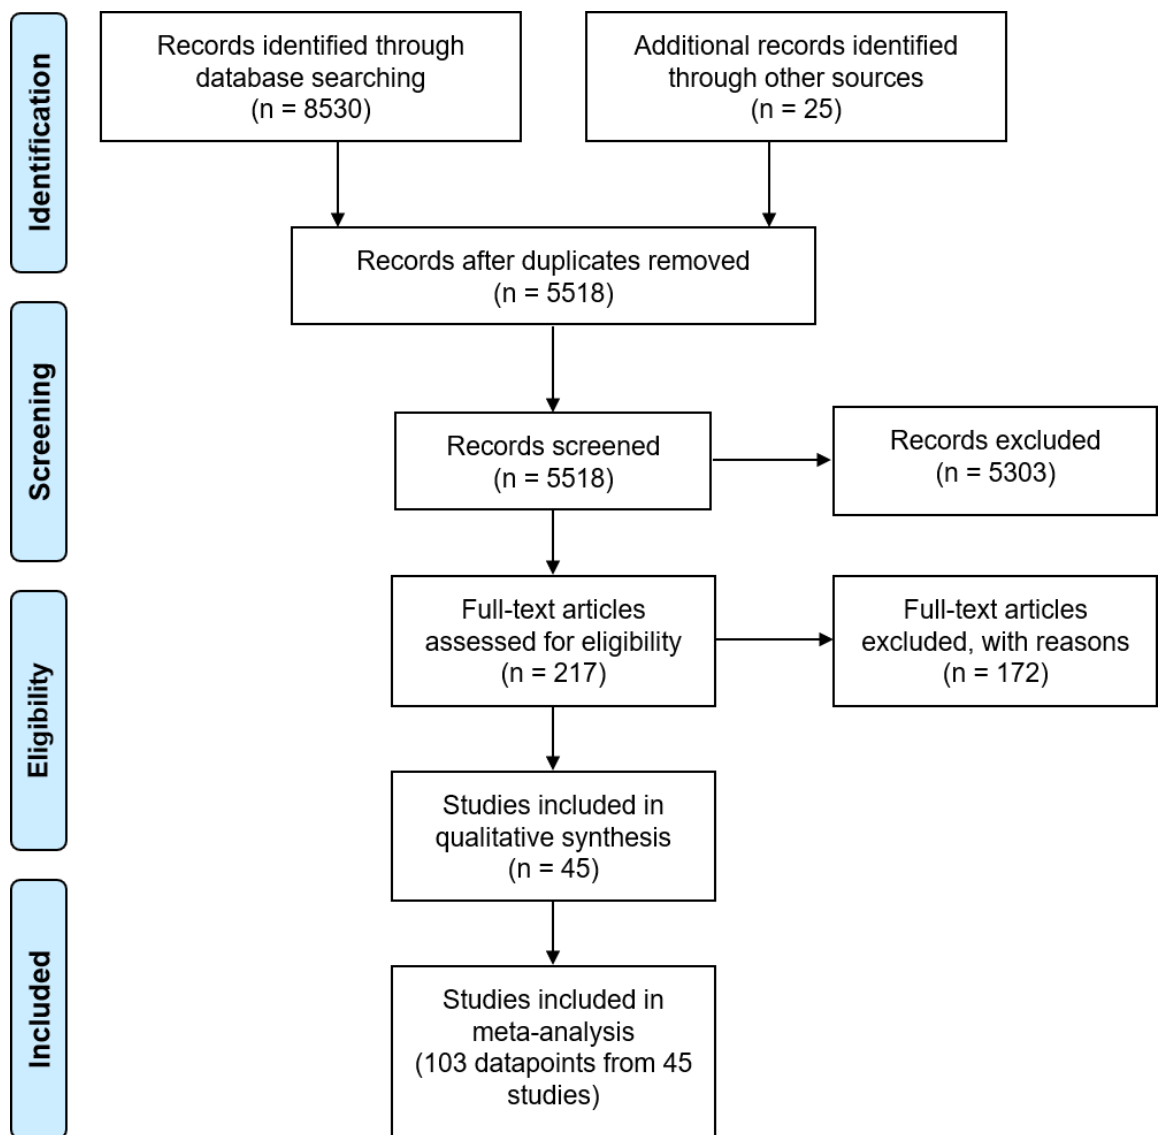 Identification
Records identified through
database searching
(n = 8530)
Additional records identified
through other sources
(n = 25)
Records after duplicates removed
(n = 5518)
Screening
Records screened
(n = 5518)
Records excluded
(n = 5303)
Eligibility
Full-text articles
assessed for eligibility
(n = 217)
Full-text articles
excluded, with reasons
(n = 172)
Studies included in
qualitative synthesis
(n = 45)
Included
Studies included in
meta-analysis
(103 datapoints from 45
studies)